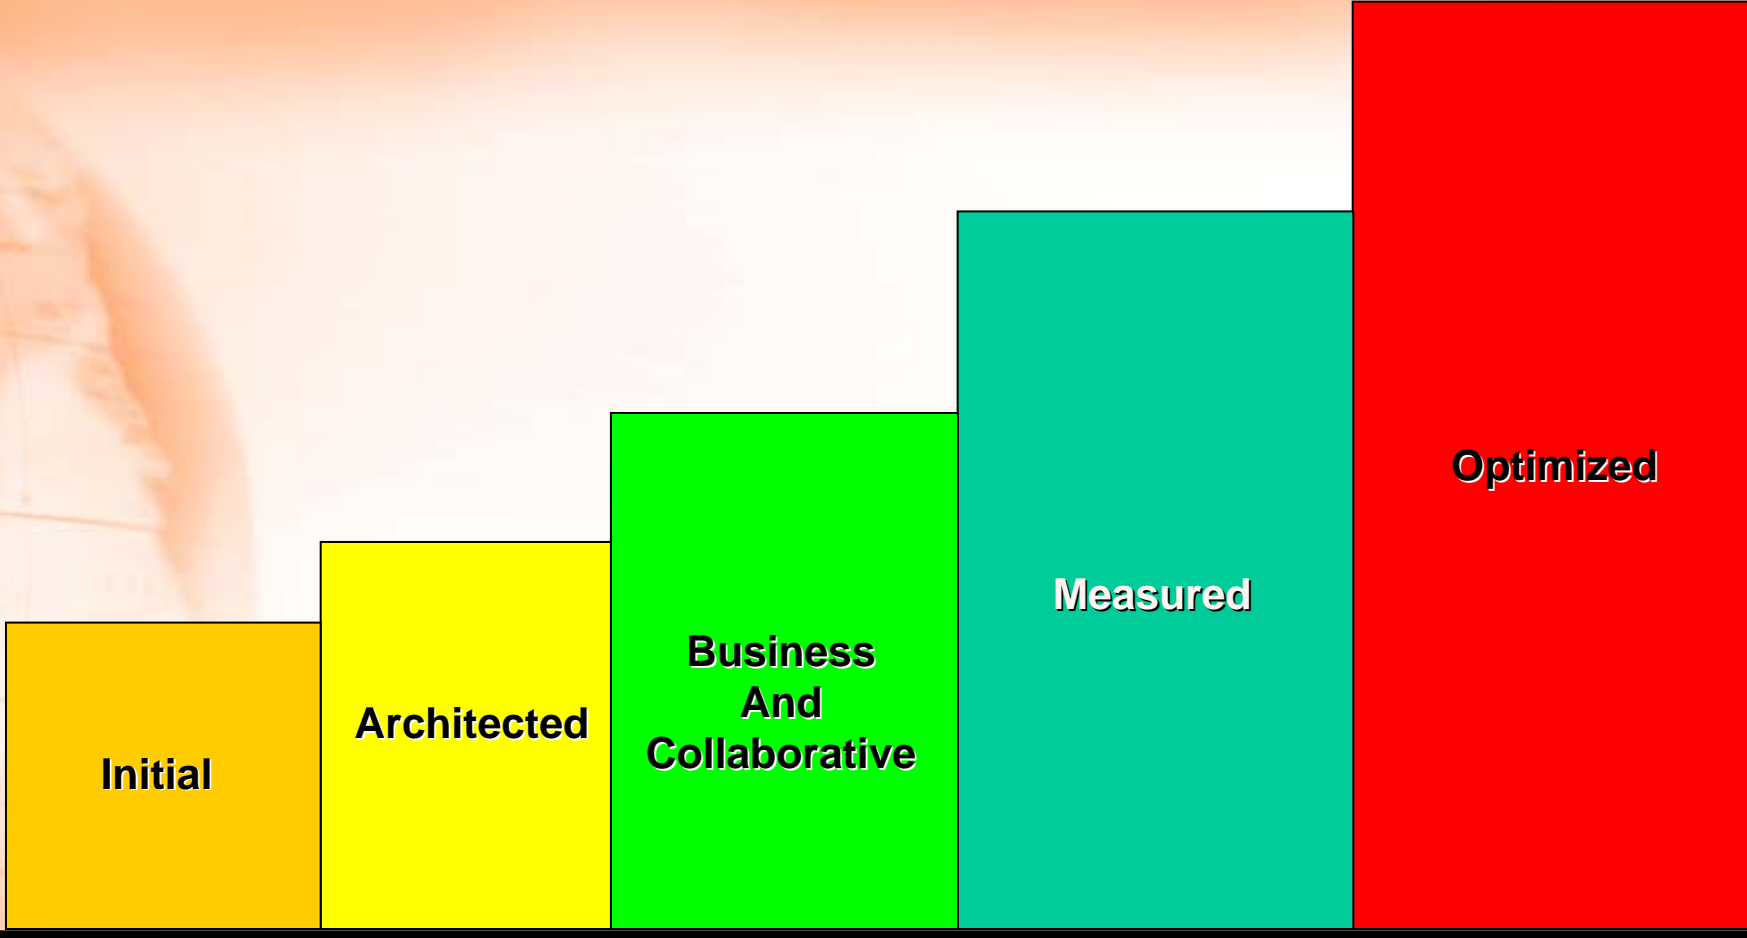 Initial
Architected
Business
And
Collaborative
Measured
Optimized